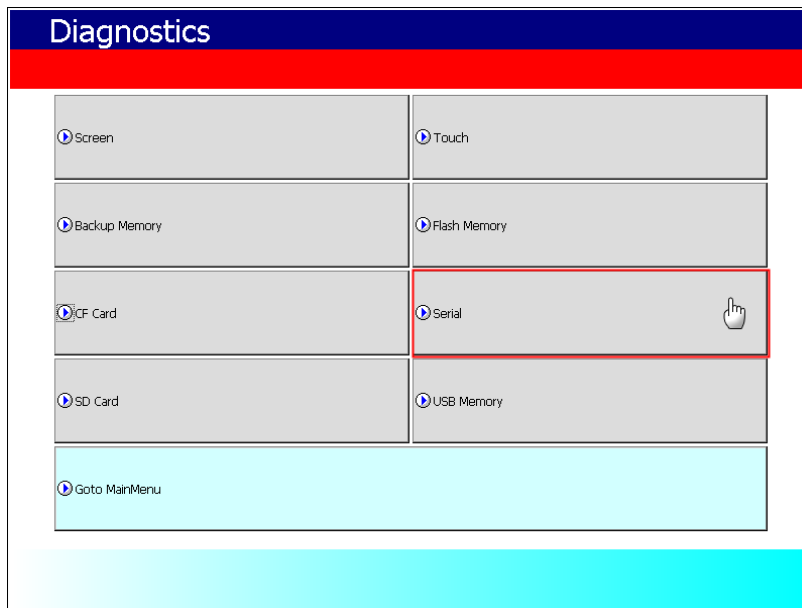 Diagnostics
Screen
Touch
Backup Memory
Flash Memory
CF Card
Serial
SD Card
USB Memory
Goto MainMenu